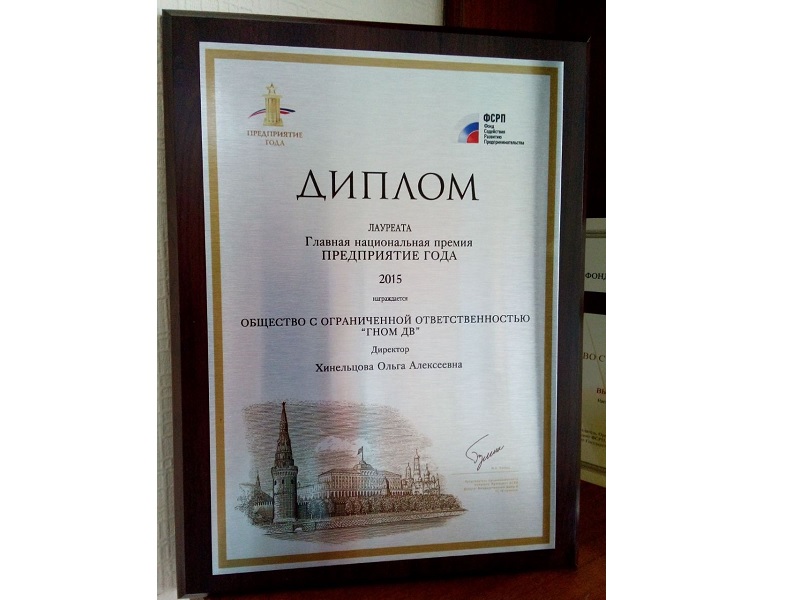 ПРЕДПРИЯТИЕ
ГОДА
ФСРП
Фонд
Содействия
Развитию
Предпринимательства
ДИПЛОМ
ЛАУРЕАТА
Главная национальная премия
ПРЕДПРИЯТИЕ ГОДА
2015
награждается
ОБЩЕСТВО С ОГРАНИЧЕННОЙ ОТВЕТСТВЕННОСТЬЮ
"ГНОМ ДВ"
Директор
Хинельцова Ольга Алексеевна
ФОНД